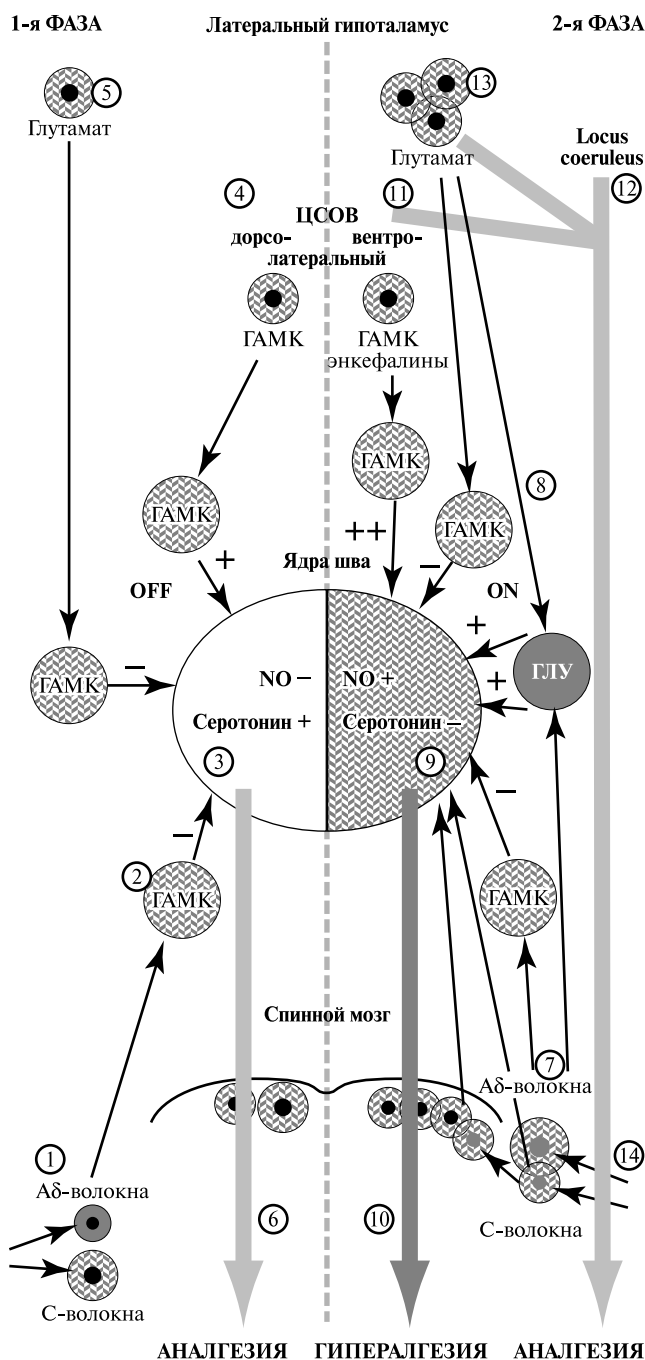 1-я ФАЗА
Латеральный гипоталамус
2-я ФАЗА
5
Глутамат
13
Глутамат
Locus
coeruleus
12
4
11
ЦСОВ
дорсо-
вентро-
латеральный
ГАМК
ГАМК
энкефалины
ГАМК
ГАМК
ГАМК
8
+
++
–
Ядра шва
OFF
ON
ГАМК
–
NO –
NO +
+
+
ГЛУ
Серотонин +
Серотонин –
3
9
–
–
2
ГАМК
ГАМК
Спинной мозг
7
Аδ-волокна
1
Аδ-волокна
14
6
10
С-волокна
С-волокна
АНАЛГЕЗИЯ
ГИПЕРАЛГЕЗИЯ
АНАЛГЕЗИЯ